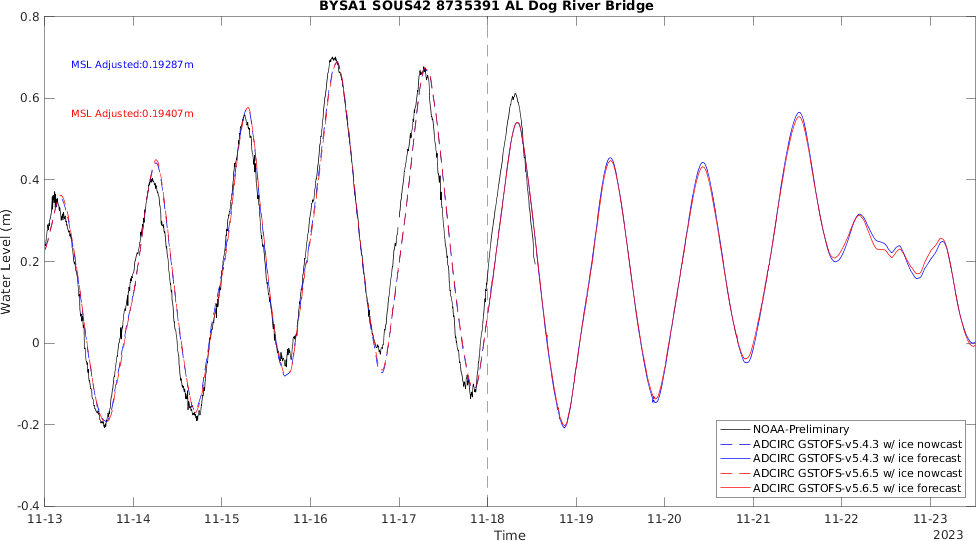 BYSA1 SOUS42 8735391 AL Dog River Bridge
MSL Adjusted:0.19287m
MSL Adjusted:0.19407m
Water Level (m)
0.8
0.6
0.4
0.2
0
-0.2
-0.4
NOAA-Preliminary
ADCIRC GSTOFS-v5.4.3 w/ ice nowcast
ADCIRC GSTOFS-v5.4.3 w/ ice forecast
ADCIRC GSTOFS-v5.6.5 w/ ice nowcast
ADCIRC GSTOFS-v5.6.5 w/ ice forecast
11-13 11-14 11-15 11-16 11-17 11-18 11-19 11-20 11-21 11-22 11-23
Time
2023